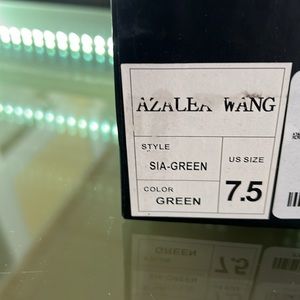 AZALEA WANG
STYLE
SIA-GREEN
COLOR
GREEN
US SIZE
7.5